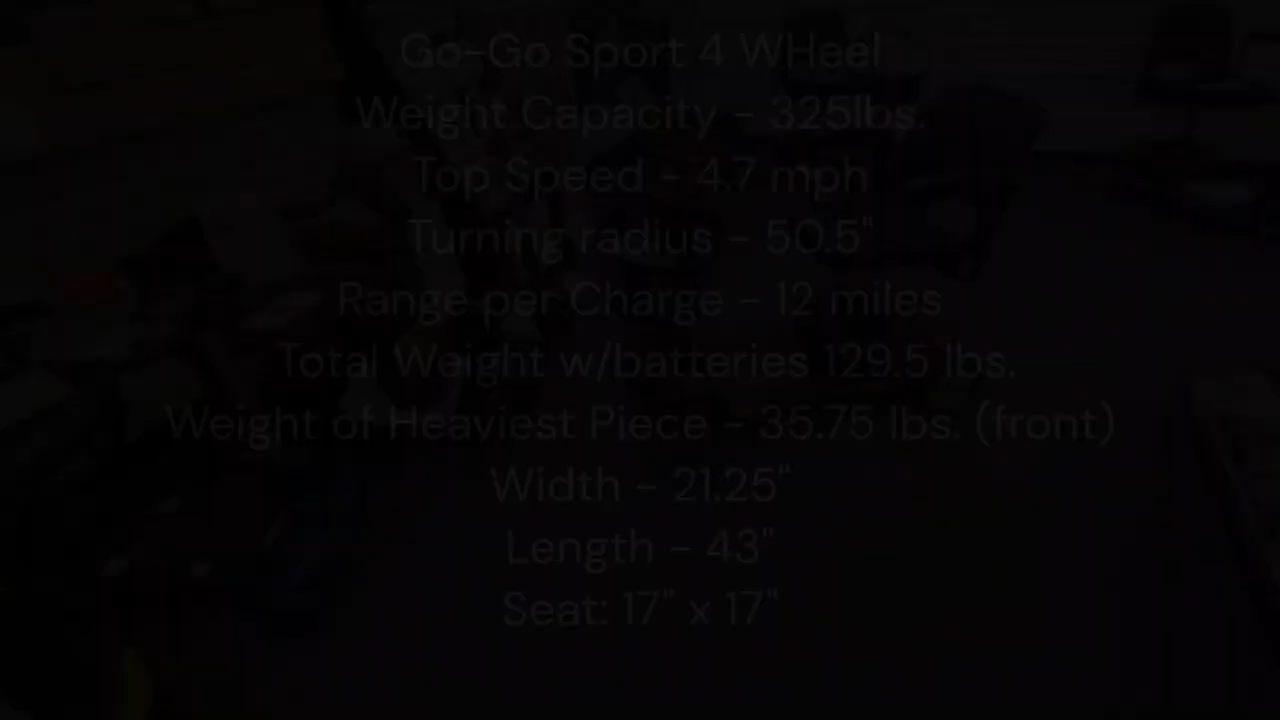 Go-Go Sport 4 WHeel
Weight Capacity - 325lbs.
Top Speed - 4.7 mph
Turning radius - 50.5"
Range per Charge - 12 miles
Total Weight w/batteries 129.5 lbs.
Weight of Heaviest Piece - 35.75 lbs. (front)
Width - 21.25"
Length - 43"
Seat: 17" x 17"